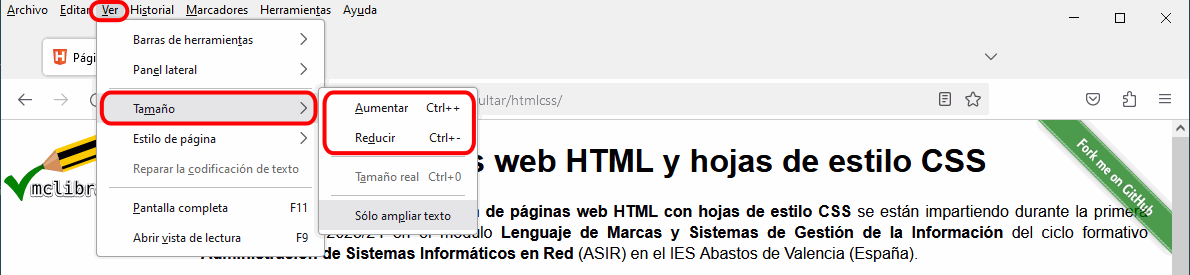 Archivo Editar Ver Historial Marcadores Herramientas Ayuda
Barras de herramientas
Pági
Panel lateral
Tamaño
Aumentar Ctrl++
ultar/htmlcss/
Estilo de página
Reducir Ctrl+-
Reparar la codificación de texto
Tamaño real Ctrl+0
s web HTML y hojas de estilo CSS
Fork me on GitHub
mclibr
Pantalla completa F11
Sólo ampliar texto
de páginas web HTML con hojas de estilo CSS se están impartiendo durante la primera
Abrir vista de lectura F9
en el módulo Lenguaje de Marcas y Sistemas de Gestión de la Información del ciclo formativo
Administración de Sistemas Informáticos en Red (ASIR) en el IES Abastos de Valencia (España).